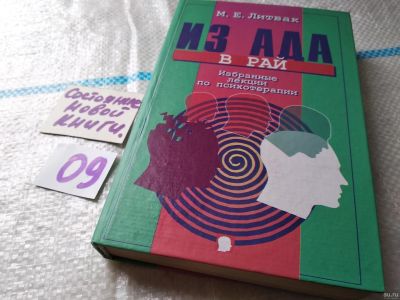 М. Е. Литвак
ИЗ АДА
В РАЙ
Избранные
лекции
по психотерапии
Состояние
новой
книги.
09